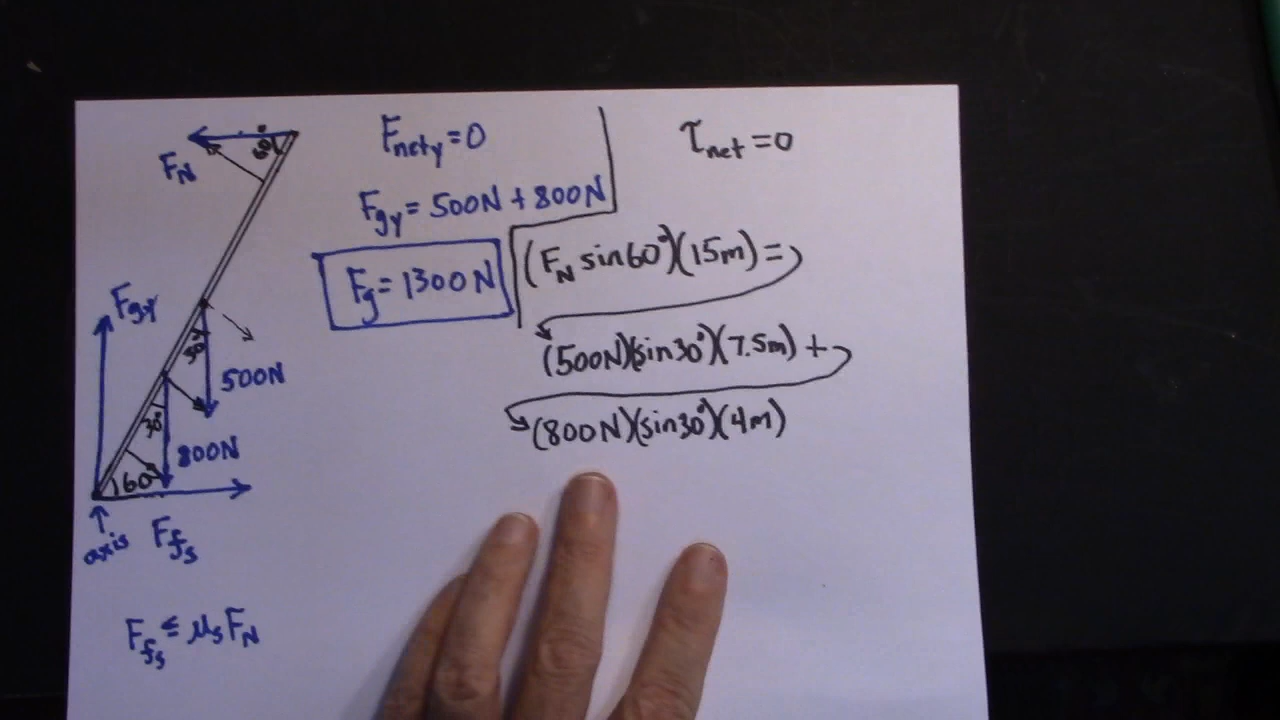 F_nety = 0
F_gy = 500N + 800N
F_g = 1300N
τ_net = 0
(F_N sin60°)(15m) =
(500N)(sin30°)(7.5m) +
(800N)(sin30°)(4m)
60°
F_N
F_gy
30°
500N
30°
800N
60°
axis
F_fs
F_fs ≤ μ_s F_N